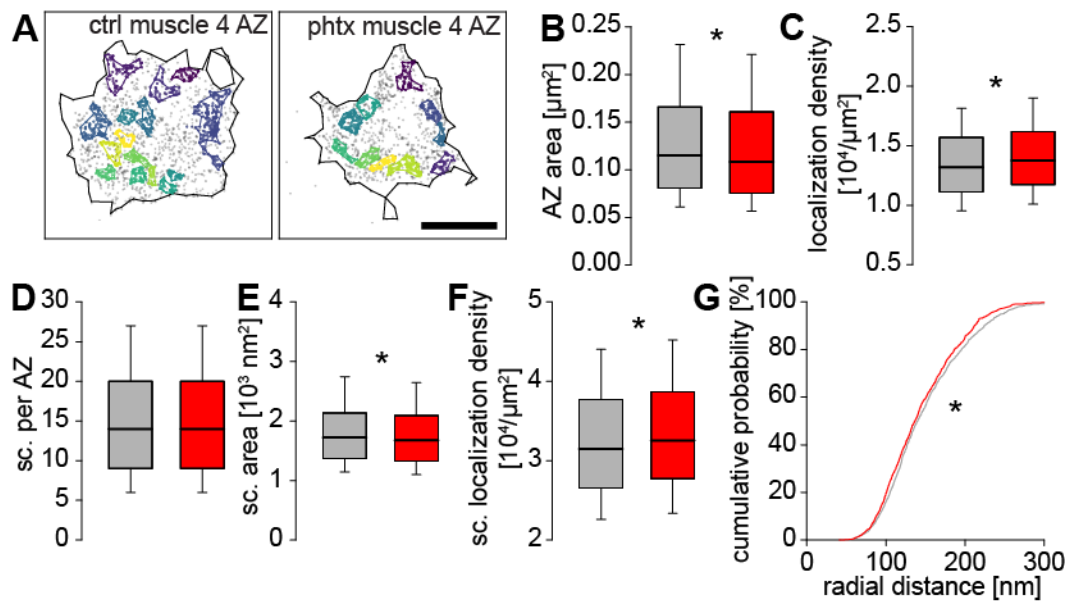 A
ctrl muscle 4 AZ
phtx muscle 4 AZ
B
AZ area [µm²]
0.25
0.20
0.15
0.10
0.05
0.00
*
C
localization density
[10⁴/µm²]
2.5
2.0
1.5
1.0
0.5
*
D
sc. per AZ
30
25
20
15
10
5
0
E
sc. area [10³ nm²]
4
3
2
1
0
*
F
sc. localization density
[10⁴/µm²]
5
4
3
2
*
G
cumulative probability [%]
100
80
60
40
20
0
*
0
100
200
300
radial distance [nm]